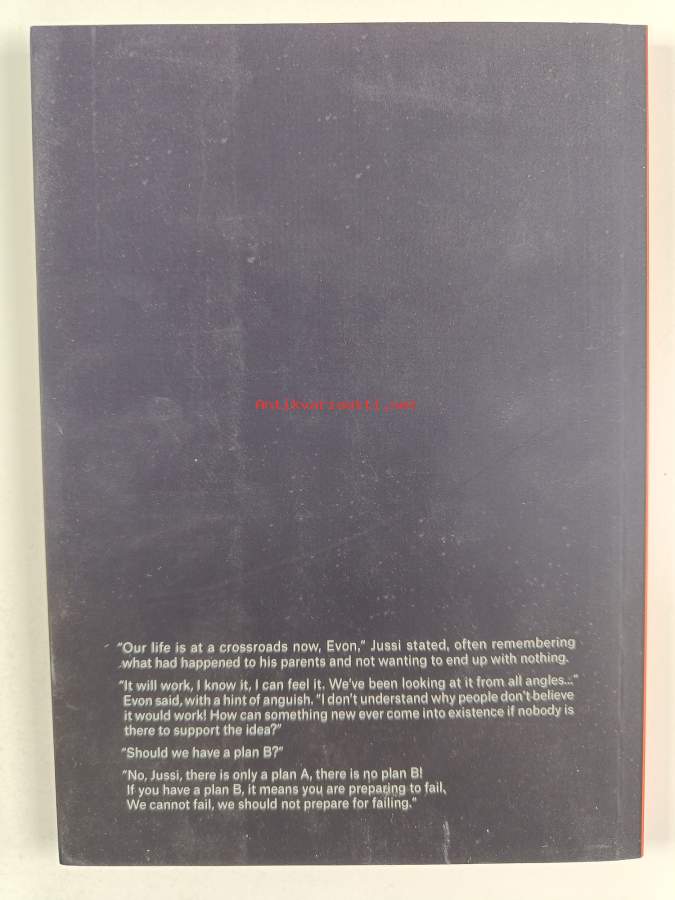 Antikvariaatti.net
"Our life is at a crossroads now, Evon," Jussi stated, often remembering
what had happened to his parents and not wanting to end up with nothing.
"It will work, I know it, I can feel it. We've been looking at it from all angles..."
Evon said, with a hint of anguish. "I don't understand why people don't believe
it would work! How can something new ever come into existence if nobody is
there to support the idea?"
"Should we have a plan B?"
"No, Jussi, there is only a plan A, there is no plan B!
If you have a plan B, it means you are preparing to fail.
We cannot fail, we should not prepare for failing."